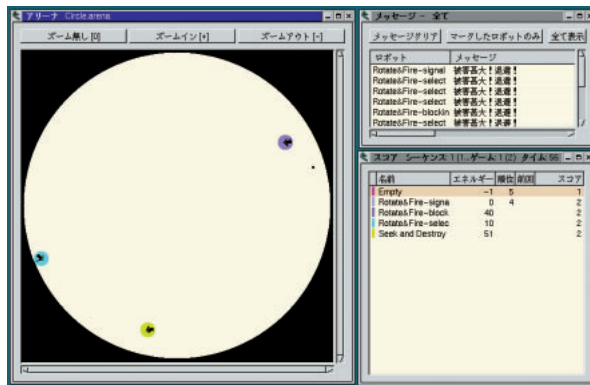 アリーナ Circle.arena
ズーム無し [0] ズームイン [+] ズームアウト [-]
メッセージ - 全て
メッセージクリア マークしたロボットのみ 全て表示
ロボット メッセージ
Rotate&Fire-signal 被害甚大!退避!
Rotate&Fire-select 被害甚大!退避!
Rotate&Fire-select 被害甚大!退避!
Rotate&Fire-select 被害甚大!退避!
Rotate&Fire-blockin 被害甚大!退避!
Rotate&Fire-select 被害甚大!退避!
スコア シーケンス: 1 (1.. ゲーム: 1 (2) タイム: 56
名前 エネルギー 順位 前回 スコア
Empty -1 5 1
Rotate&Fire-signa 0 4 2
Rotate&Fire-block 40 2
Rotate&Fire-selec 10 2
Seek and Destroy 51 2